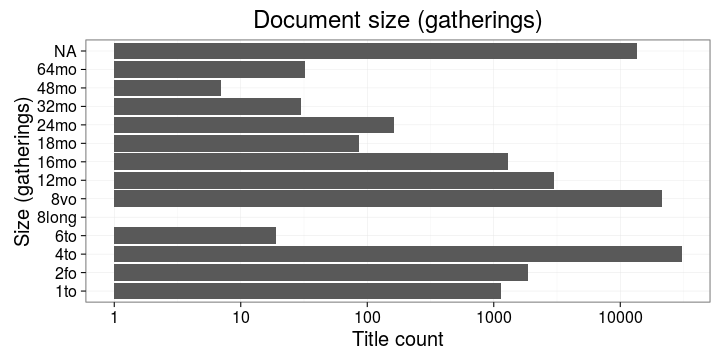 Document size (gatherings)
NA
64mo
48mo
32mo
24mo
18mo
16mo
12mo
8vo
8long
6to
4to
2fo
1to
Size (gatherings)
1 10 100 1000 10000
Title count